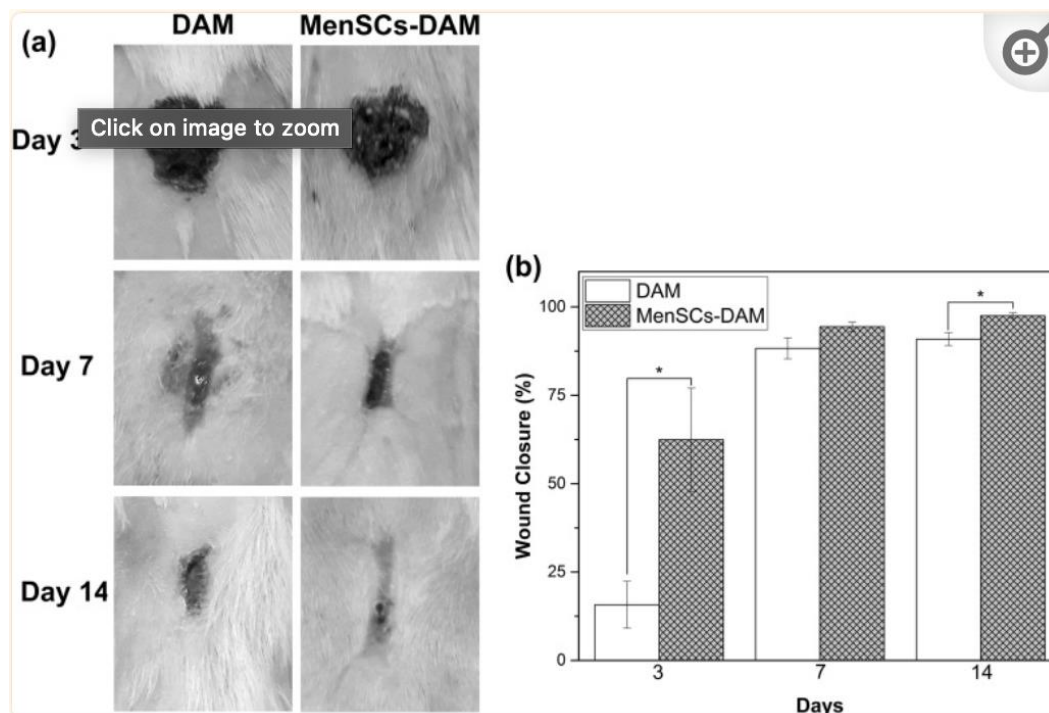 DAM MenSCs-DAM
(a)
Day 3
Click on image to zoom
Day 7
Day 14
(b)
DAM
MenSCs-DAM
*
*
100
75
50
25
0
Wound Closure (%)
3 7 14
Days